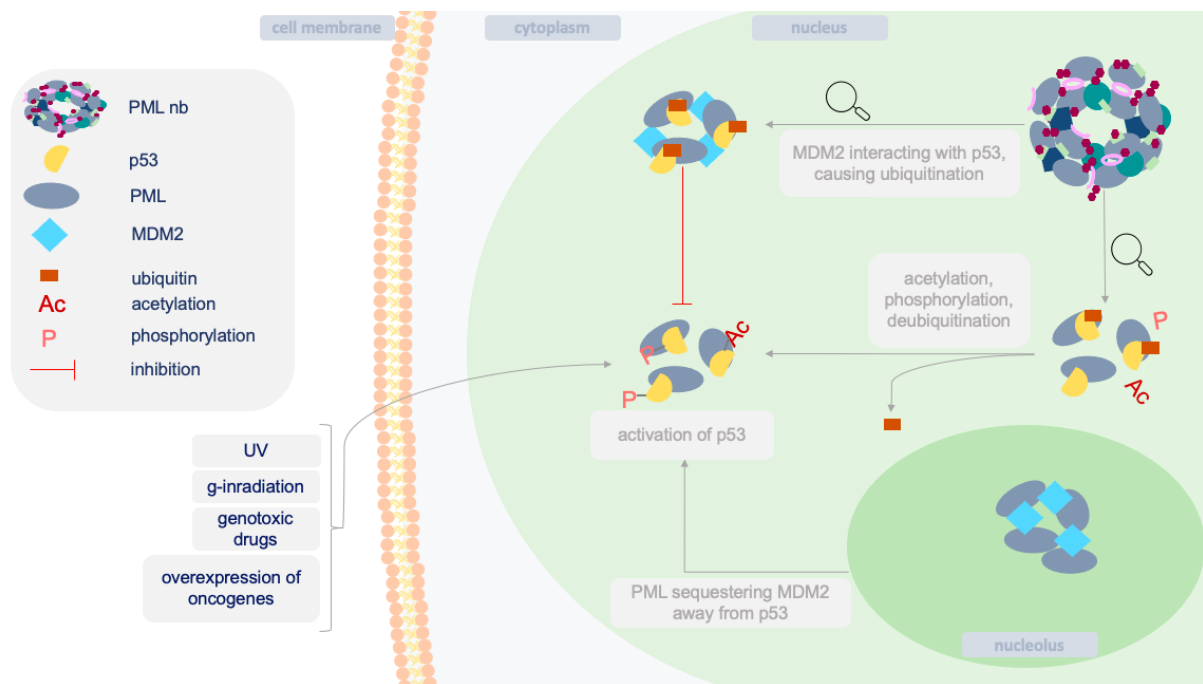 cell membrane
cytoplasm
nucleus
PML nb
p53
PML
MDM2
ubiquitin
Ac
acetylation
P
phosphorylation
inhibition
MDM2 interacting with p53,
causing ubiquitination
acetylation,
phosphorylation,
deubiquitination
P
Ac
Ac
P
P
activation of p53
UV
g-inradiation
genotoxic
drugs
overexpression of
oncogenes
PML sequestering MDM2
away from p53
nucleolus